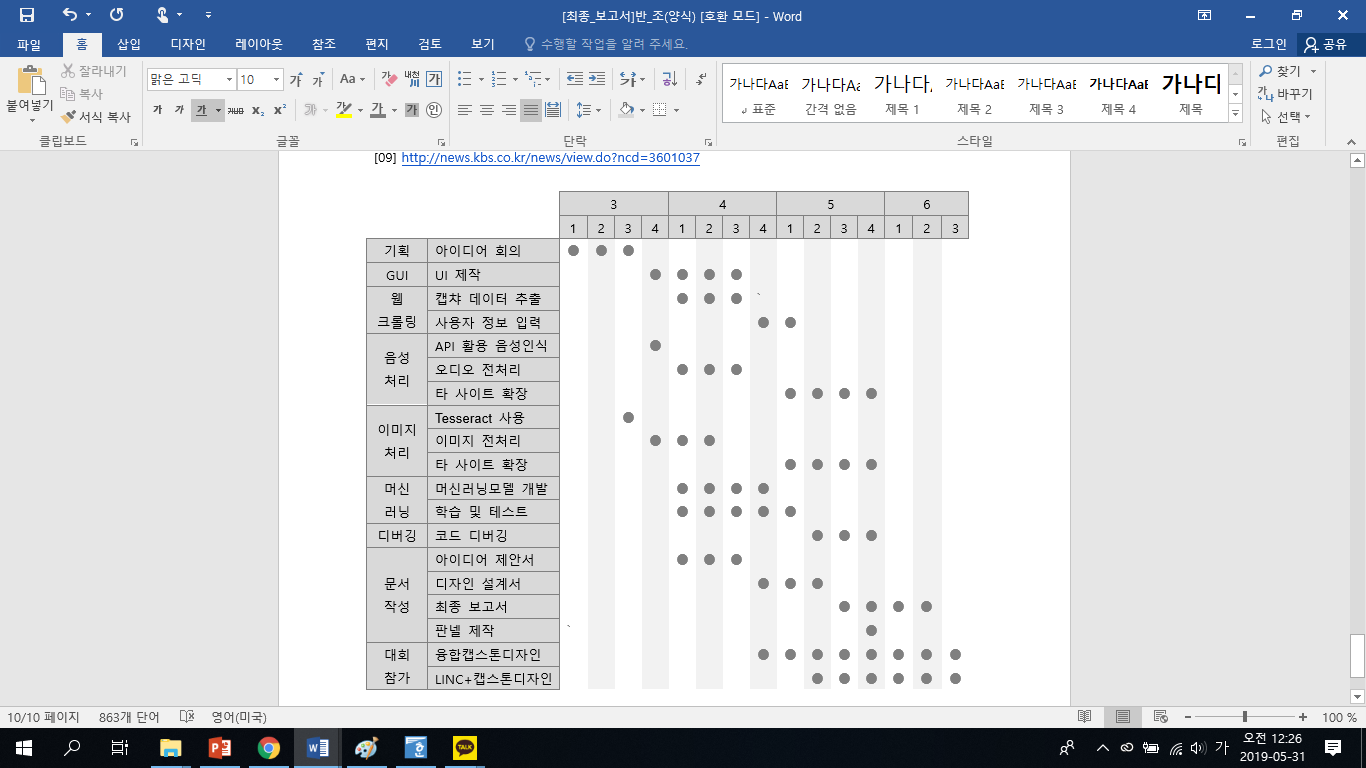 [최종_보고서]반_조(양식) [호환 모드] - Word
파일 홈 삽입 디자인 레이아웃 참조 편지 검토 보기 수행할 작업을 알려 주세요. 로그인 공유
붙여넣기 잘라내기 복사 서식 복사
맑은 고딕 10
가나다AaB 가나다Aa 가나다 가나다AaB 가나다AaB 가나다AaB 가나다
표준 간격 없음 제목 1 제목 2 제목 3 제목 4 제목
찾기 바꾸기 선택
클립보드 글꼴 단락 스타일 편집
[09] http://news.kbs.co.kr/news/view.do?ncd=3601037
3 4 5 6
1 2 3 4 1 2 3 4 1 2 3 4 1 2 3
기획 아이디어 회의
GUI UI 제작
웹 캡챠 데이터 추출 `
크롤링 사용자 정보 입력
음성 처리 API 활용 음성인식
오디오 전처리
타 사이트 확장
이미지 처리 Tesseract 사용
이미지 전처리
타 사이트 확장
머신 머신러닝모델 개발
러닝 학습 및 테스트
디버깅 코드 디버깅
문서 작성 아이디어 제안서
디자인 설계서
최종 보고서
판넬 제작 `
대회 융합캡스톤디자인
참가 LINC+캡스톤디자인
10/10 페이지 863개 단어 영어(미국) 100 %
가 오전 12:26
2019-05-31